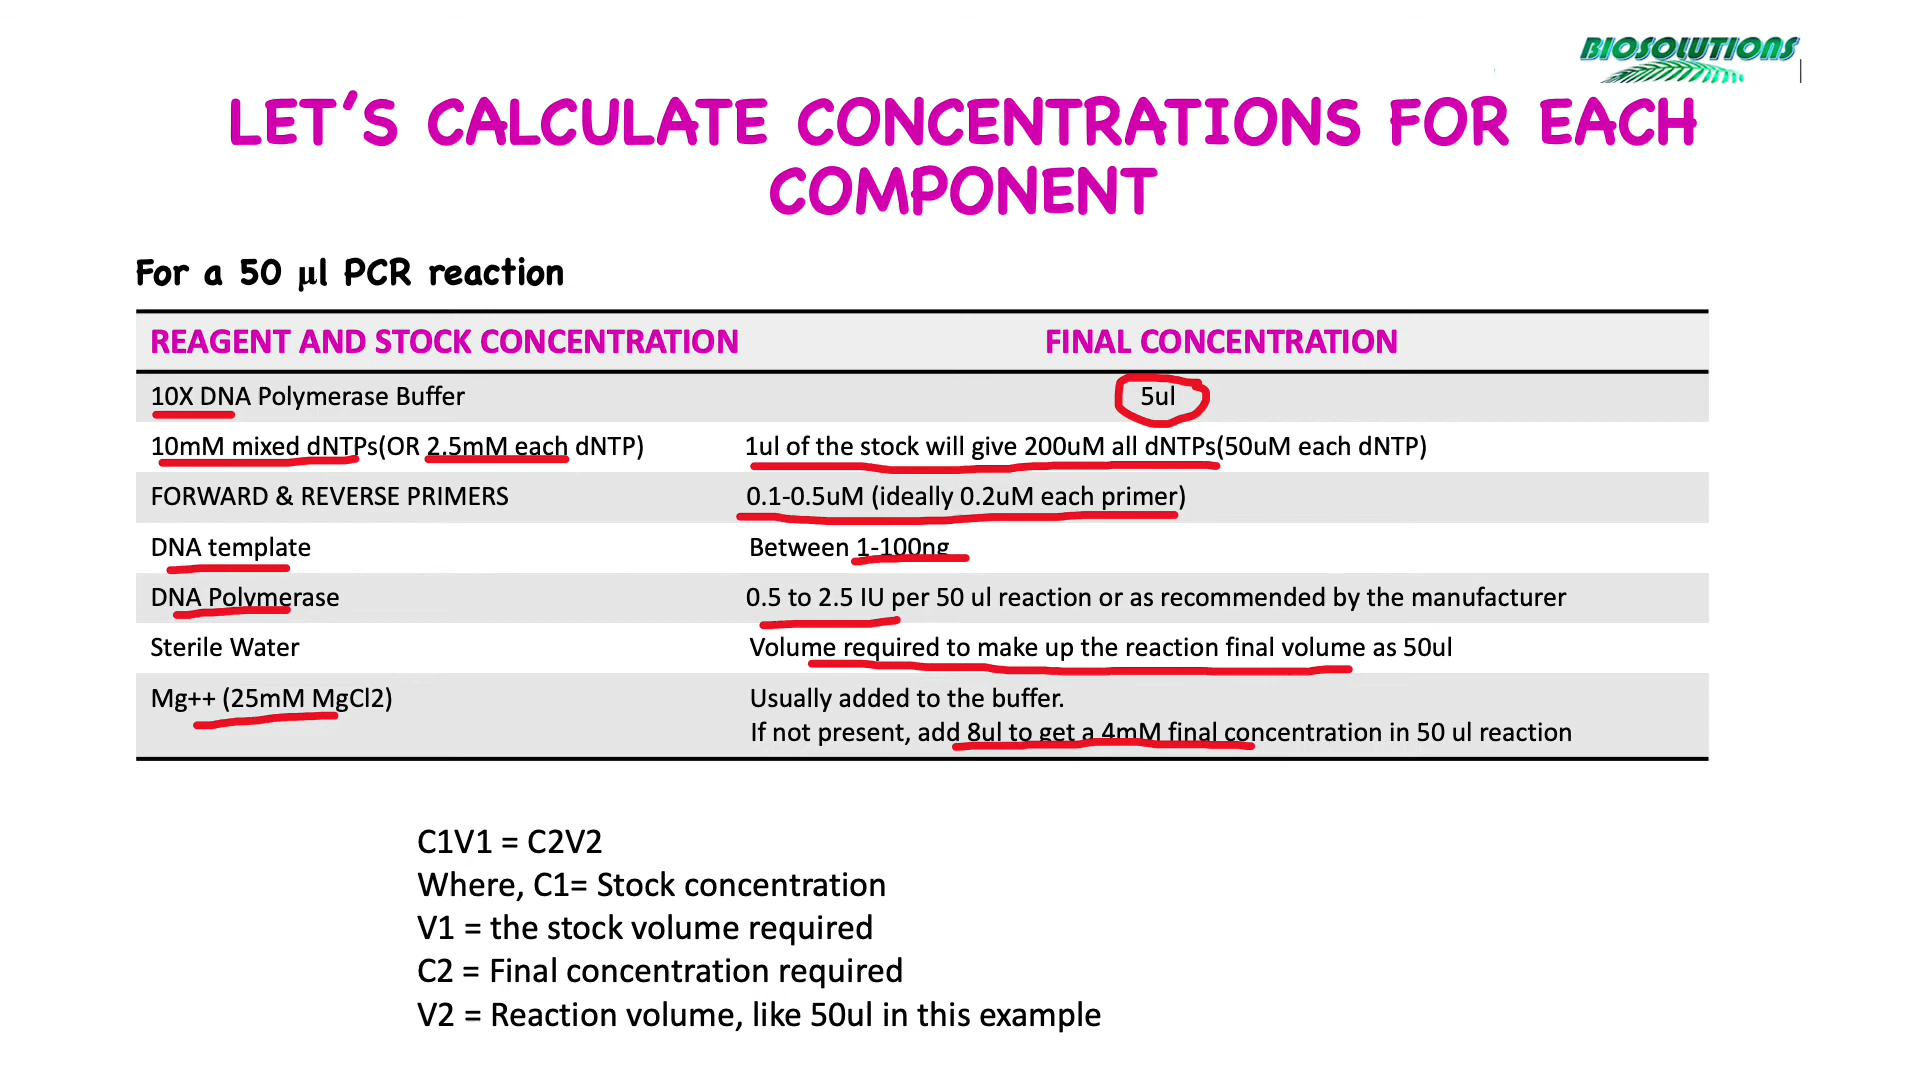 BIOSOLUTIONS
LET'S CALCULATE CONCENTRATIONS FOR EACH
COMPONENT
For a 50 µl PCR reaction
REAGENT AND STOCK CONCENTRATION FINAL CONCENTRATION
10X DNA Polymerase Buffer 5ul
10mM mixed dNTPs(OR 2.5mM each dNTP) 1ul of the stock will give 200uM all dNTPs(50uM each dNTP)
FORWARD & REVERSE PRIMERS 0.1-0.5uM (ideally 0.2uM each primer)
DNA template Between 1-100ng
DNA Polymerase 0.5 to 2.5 IU per 50 ul reaction or as recommended by the manufacturer
Sterile Water Volume required to make up the reaction final volume as 50ul
Mg++ (25mM MgCl2) Usually added to the buffer.
If not present, add 8ul to get a 4mM final concentration in 50 ul reaction
C1V1 = C2V2
Where, C1= Stock concentration
V1 = the stock volume required
C2 = Final concentration required
V2 = Reaction volume, like 50ul in this example